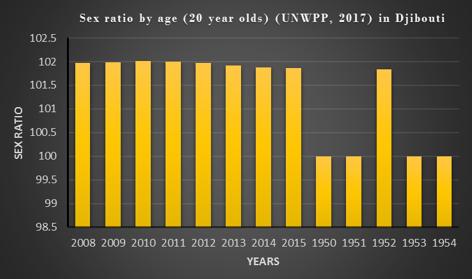 Sex ratio by age (20 year olds) (UNWPP, 2017) in Djibouti
102.5
102
101.5
101
100.5
100
99.5
99
98.5
SEX RATIO
2008 2009 2010 2011 2012 2013 2014 2015 1950 1951 1952 1953 1954
YEARS